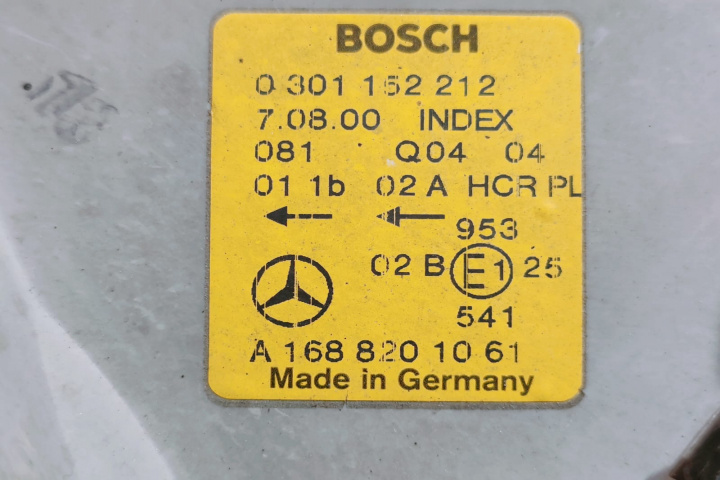 BOSCH
0 301 152 212
7.08.00 INDEX
081 Q04 04
01 1b 02 A HCR PL
953
02 B E1 25
541
A 168 820 10 61
Made in Germany